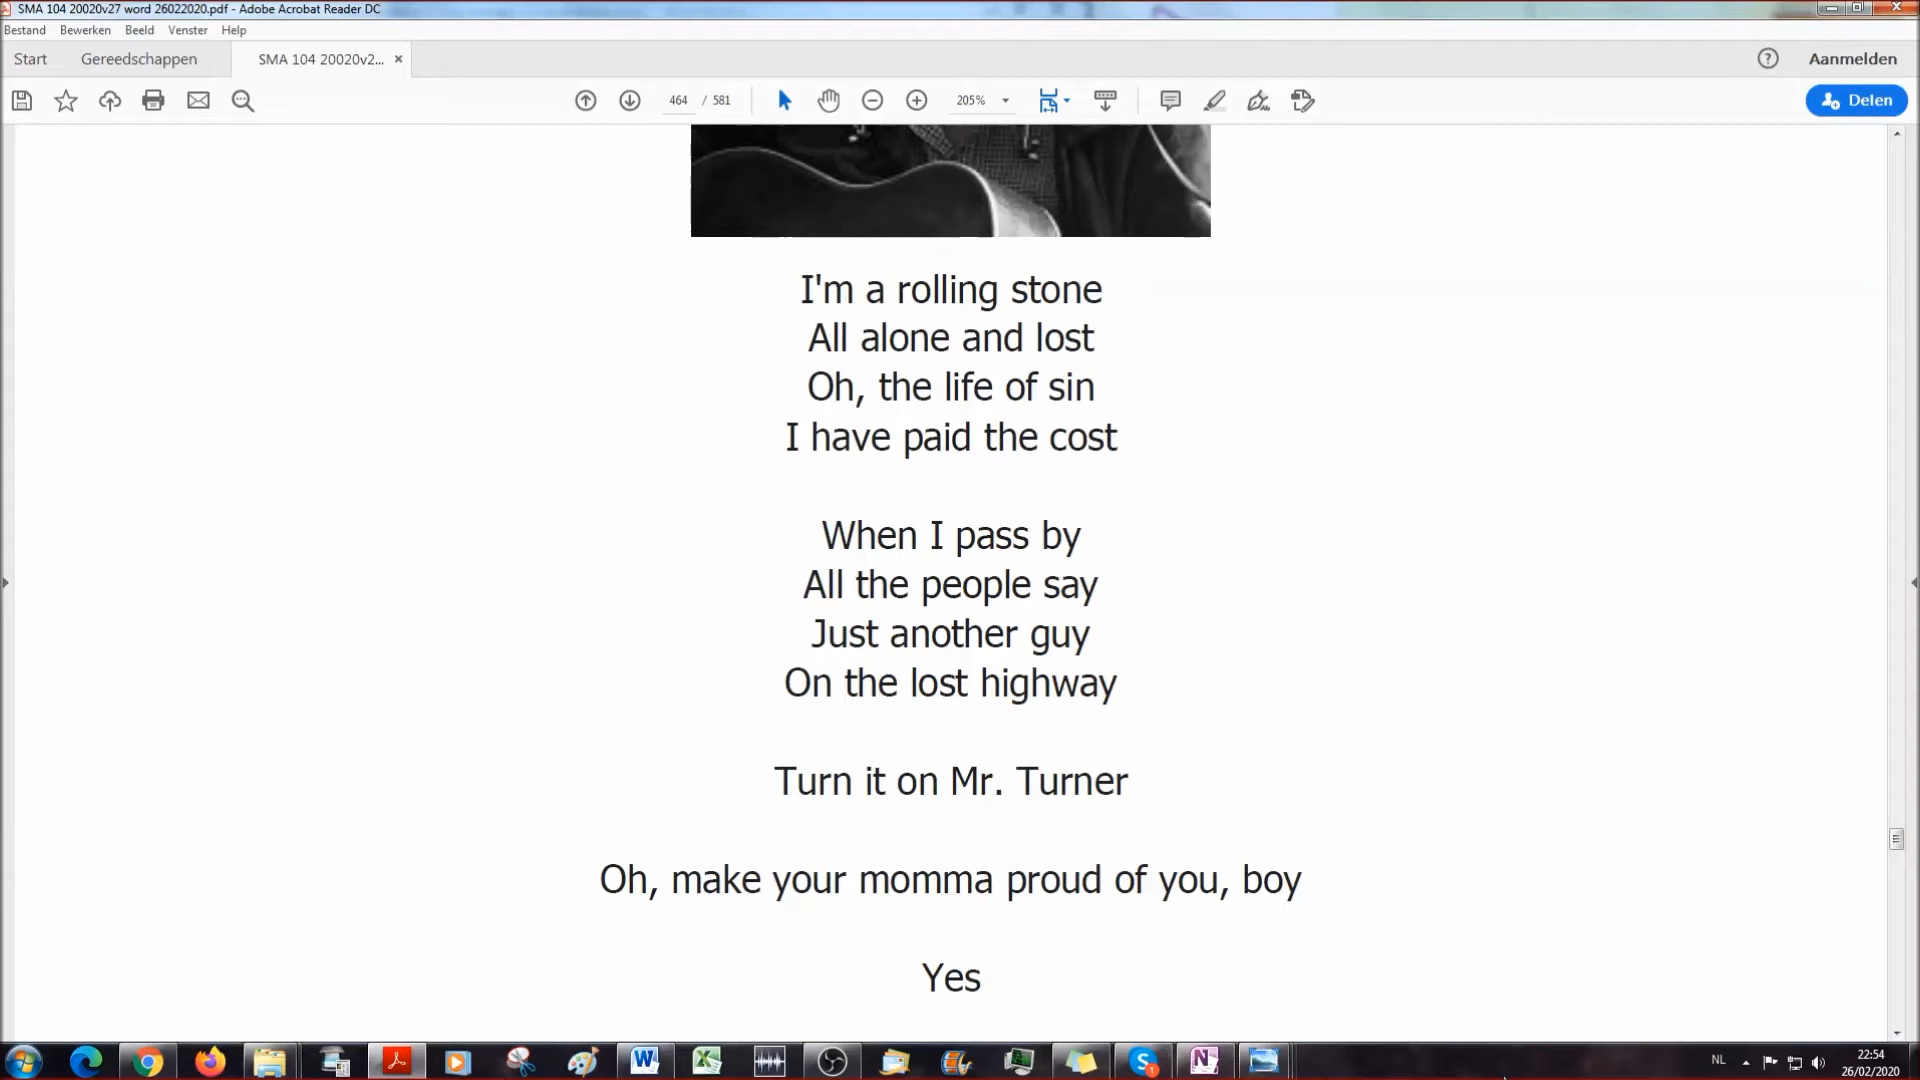 SMA 104 20020v27 word 26022020.pdf - Adobe Acrobat Reader DC
Bestand Bewerken Beeld Venster Help
Start Gereedschappen SMA 104 20020v2... × Aanmelden
464 / 581 205% Delen
I'm a rolling stone
All alone and lost
Oh, the life of sin
I have paid the cost
When I pass by
All the people say
Just another guy
On the lost highway
Turn it on Mr. Turner
Oh, make your momma proud of you, boy
Yes
NL 22:54
26/02/2020